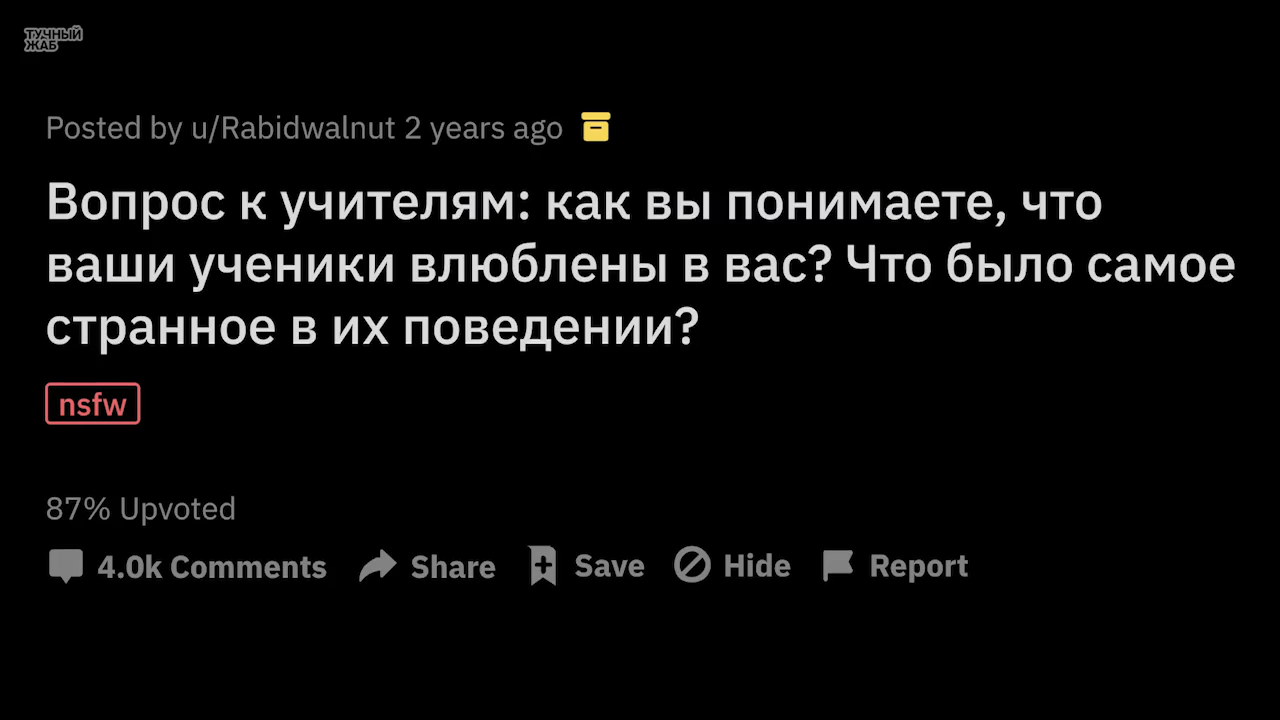 ТУЧНЫЙ
ЖАБ
Posted by u/Rabidwalnut 2 years ago
Вопрос к учителям: как вы понимаете, что
ваши ученики влюблены в вас? Что было самое
странное в их поведении?
nsfw
87% Upvoted
4.0k Comments Share Save Hide Report